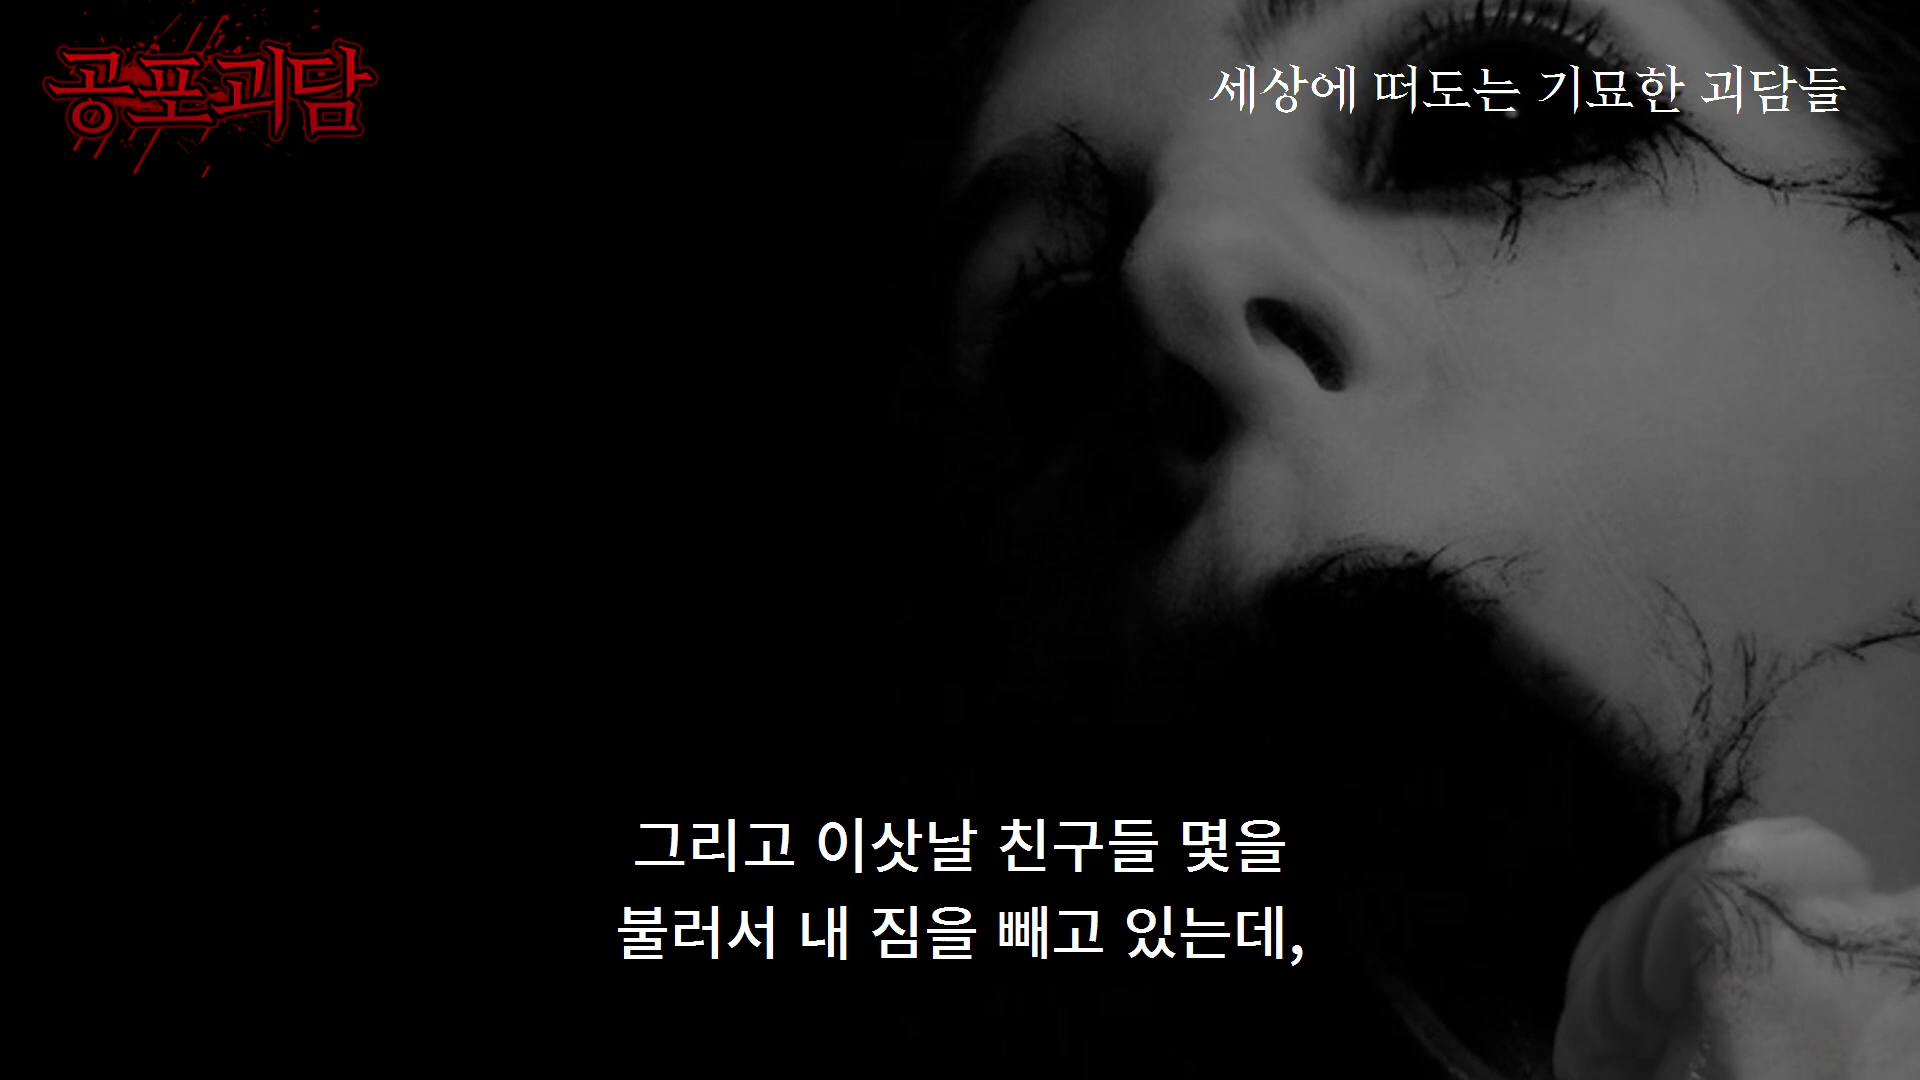 공포괴담
세상에 떠도는 기묘한 괴담들
그리고 이삿날 친구들 몇을
불러서 내 짐을 빼고 있는데,